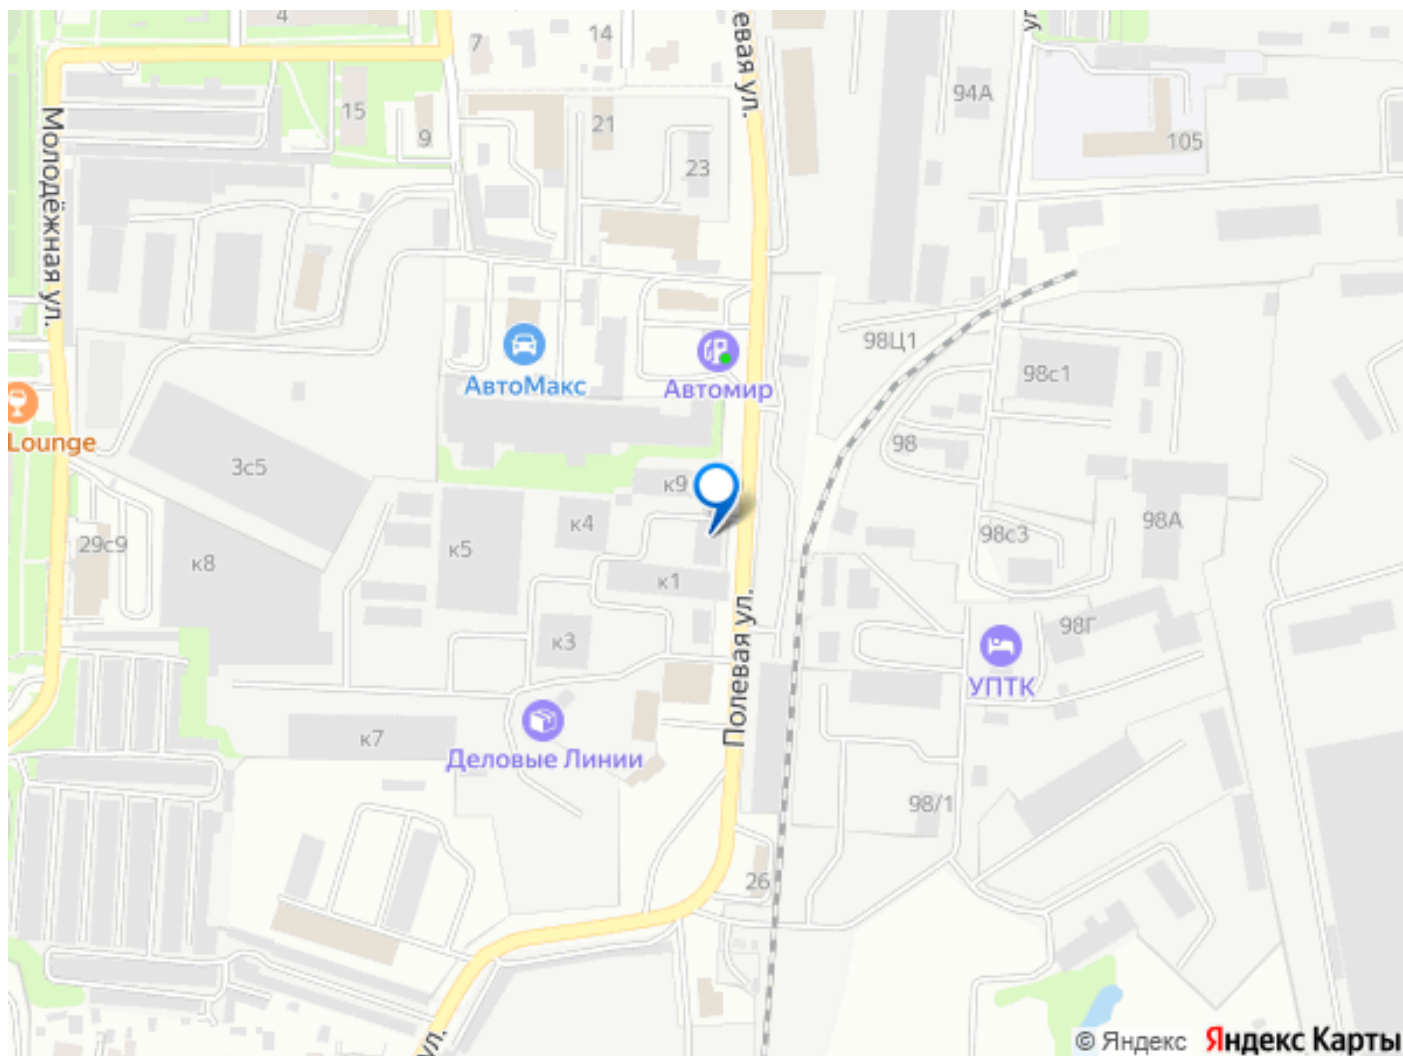 4
7
14
евая ул.
ул
94А
15
9
21
105
23
Молодёжная ул.
98Ц1
АвтоМакс
Автомир
98с1
Lounge
98
3с5
к9
к4
98А
29с9
к5
98с3
к8
к1
98Г
к3
Полевая ул.
УПТК
к7
Деловые Линии
98/1
26
ул.
© Яндекс
Яндекс Карты